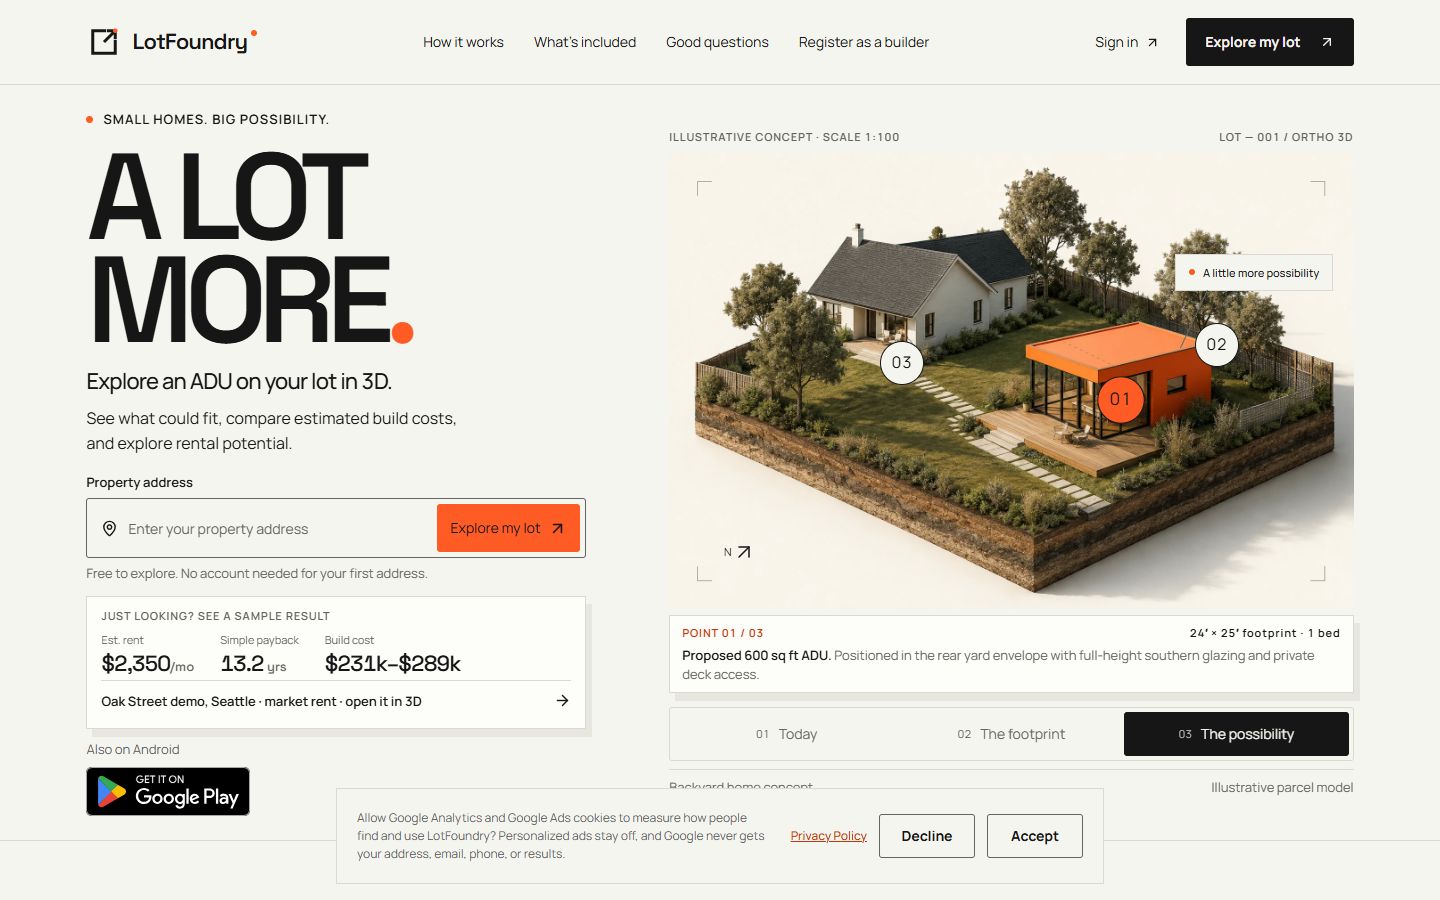 LotFoundry
How it works
What's included
Good questions
Register as a builder
Sign in
Explore my lot
SMALL HOMES. BIG POSSIBILITY.
A LOT
MORE.
Explore an ADU on your lot in 3D.
See what could fit, compare estimated build costs,
and explore rental potential.
Property address
Enter your property address
Explore my lot
Free to explore. No account needed for your first address.
JUST LOOKING? SEE A SAMPLE RESULT
Est. rent
Simple payback
Build cost
$2,350/mo
13.2 yrs
$231k–$289k
Oak Street demo, Seattle · market rent · open it in 3D
Also on Android
GET IT ON
Google Play
ILLUSTRATIVE CONCEPT · SCALE 1:100
LOT — 001 / ORTHO 3D
A little more possibility
02
03
01
N
POINT 01 / 03
24′ × 25′ footprint · 1 bed
Proposed 600 sq ft ADU. Positioned in the rear yard envelope with full-height southern glazing and private
deck access.
01 Today
02 The footprint
03 The possibility
Backyard home concept
Illustrative parcel model
Allow Google Analytics and Google Ads cookies to measure how people
find and use LotFoundry? Personalized ads stay off, and Google never gets
your address, email, phone, or results.
Privacy Policy
Decline
Accept